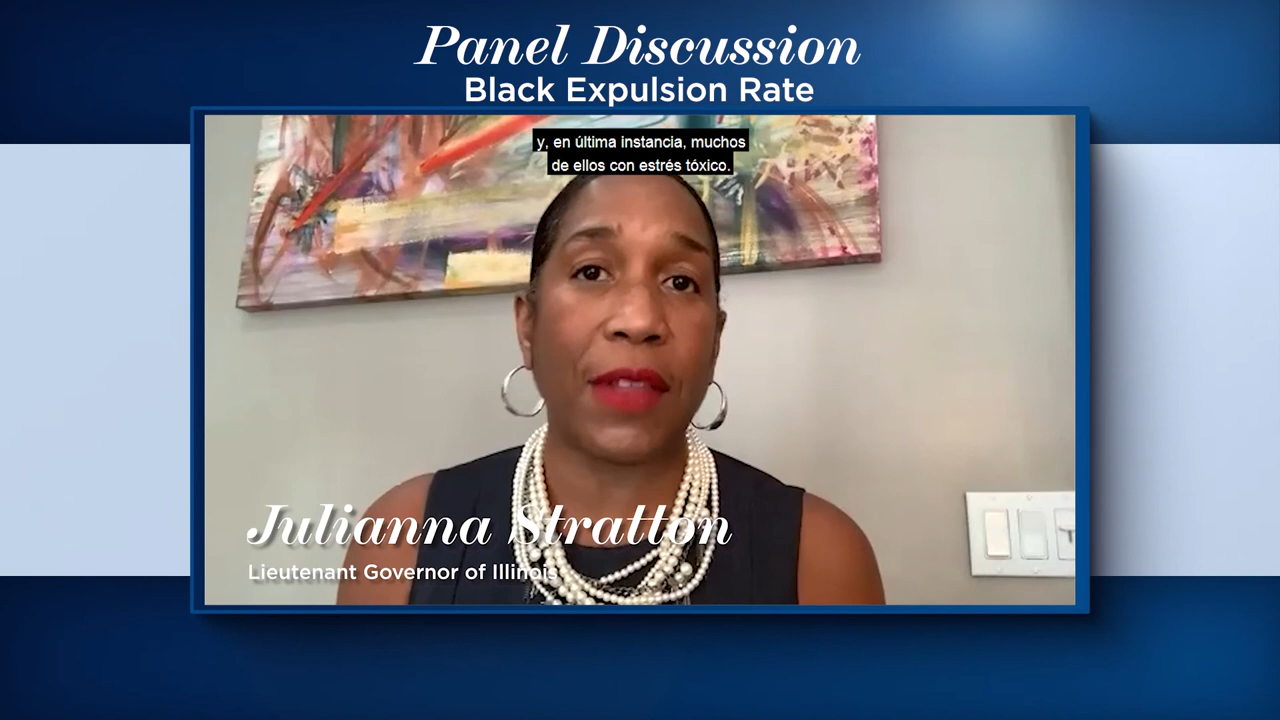 Panel Discussion
Black Expulsion Rate
y, en última instancia, muchos
de ellos con estrés tóxico.
Julianna Stratton
Lieutenant Governor of Illinois